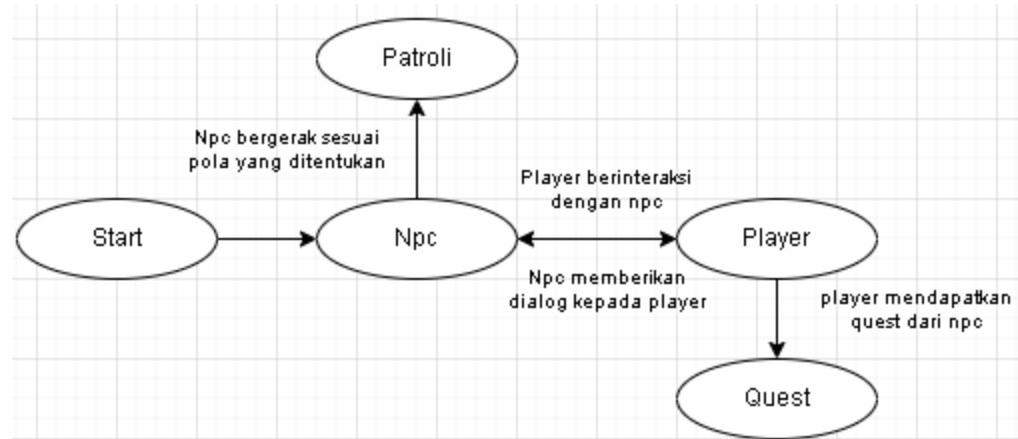 Patroli
Npc bergerak sesuai
pola yang ditentukan
Player berinteraksi
dengan npc
Start
Npc
Player
Npc memberikan
dialog kepada player
player mendapatkan
quest dari npc
Quest